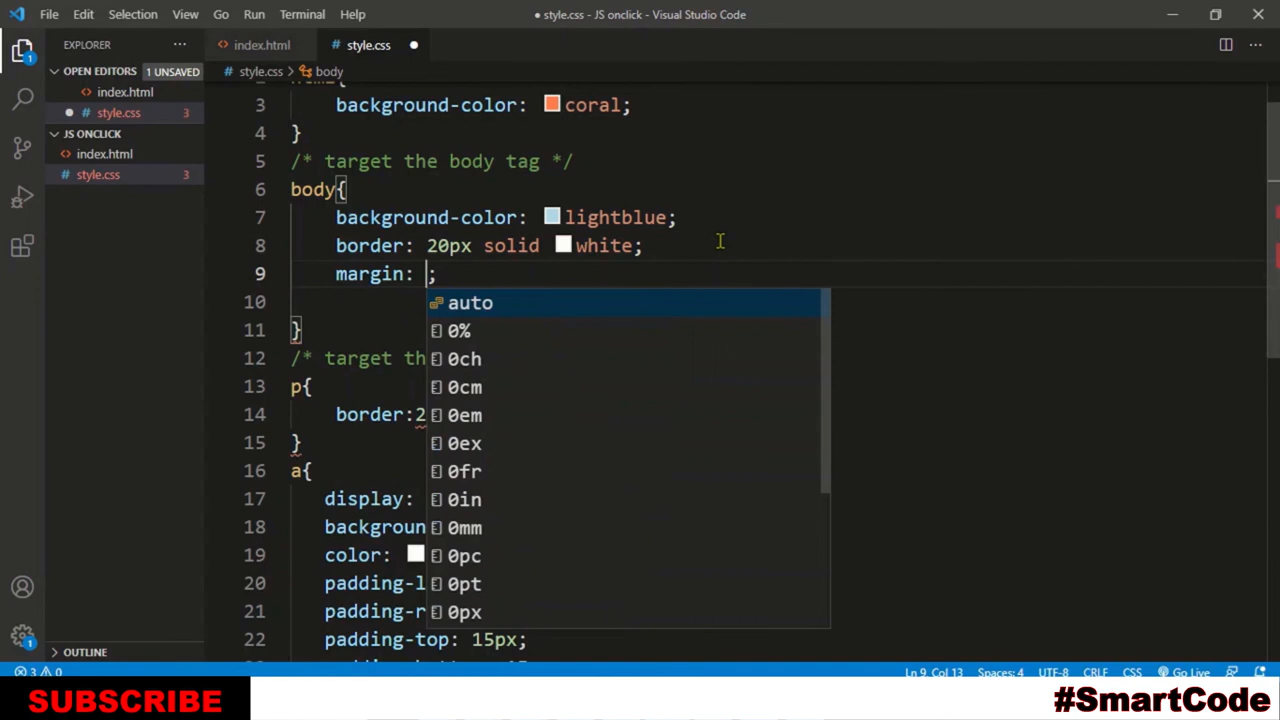 File Edit Selection View Go Run Terminal Help
● style.css - JS onclick - Visual Studio Code
EXPLORER ···
index.html
style.css ●
# style.css > body
OPEN EDITORS 1 UNSAVED
index.html
● # style.css 3
JS ONCLICK
index.html
# style.css 3
OUTLINE
3 background-color: coral;
4 }
5 /* target the body tag */
6 body{
7 background-color: lightblue;
8 border: 20px solid white;
9 margin: ;
10
11 }
12 /* target th
13 p{
14 border:2
15 }
16 a{
17 display:
18 backgroun
19 color:
20 padding-l
21 padding-r
22 padding-top: 15px;
auto
0%
0ch
0cm
0em
0ex
0fr
0in
0mm
0pc
0pt
0px
1
1
3 0
Ln 9, Col 13 Spaces: 4 UTF-8 CRLF CSS Go Live
SUBSCRIBE
#SmartCode